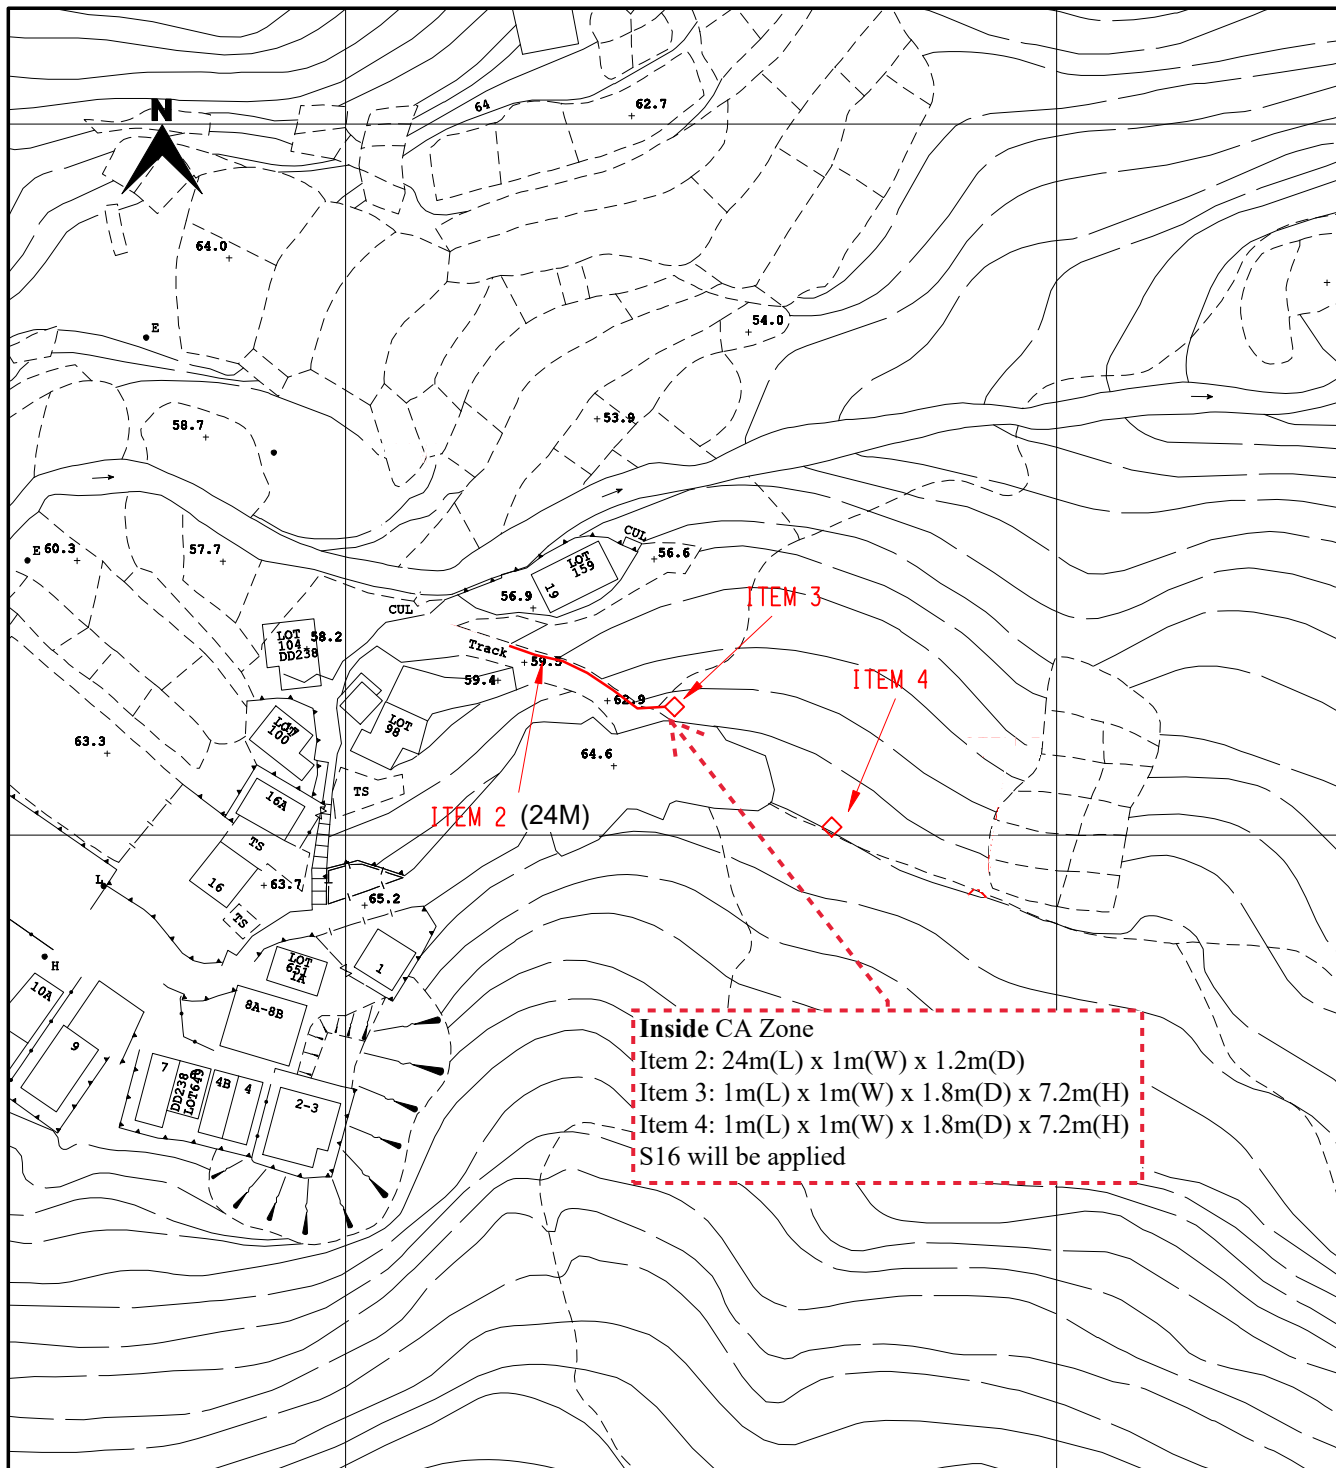 64
62.7
N
64.0
E
54.0
53.9
58.7
CUL
E 60.3
57.7
56.6
LOT
159
19
56.9
CUL
ITEM 3
LOT
104
DD238
58.2
Track
59.4
62.9
ITEM 4
LOT
100
LOT
98
63.3
64.6
TS
16A
ITEM 2 (24M)
TS
16
63.7
L
65.2
TS
H
LOT
651
1A
1
10A
8A-8B
9
7
DD238
LOT649
4B
4
2-3
Inside CA Zone
Item 2: 24m(L) x 1m(W) x 1.2m(D)
Item 3: 1m(L) x 1m(W) x 1.8m(D) x 7.2m(H)
Item 4: 1m(L) x 1m(W) x 1.8m(D) x 7.2m(H)
S16 will be applied